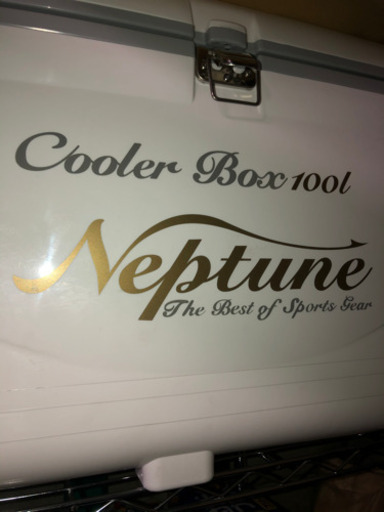 Cooler Box 100l
Neptune
The Best of Sports Gear